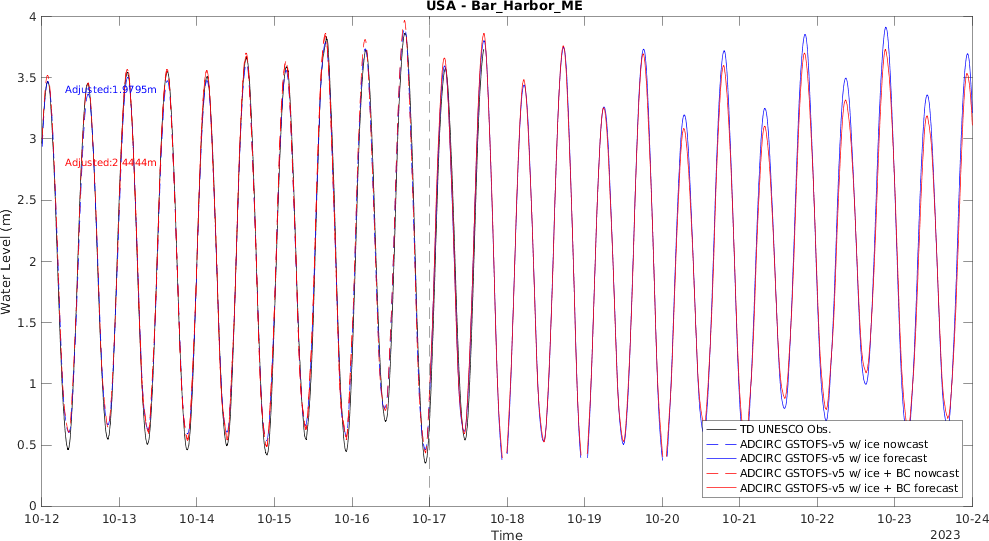 USA - Bar_Harbor_ME
4
3.5
3
2.5
2
1.5
1
0.5
0
Water Level (m)
Adjusted:1.9795m
Adjusted:2.4444m
TD UNESCO Obs.
ADCIRC GSTOFS-v5 w/ ice nowcast
ADCIRC GSTOFS-v5 w/ ice forecast
ADCIRC GSTOFS-v5 w/ ice + BC nowcast
ADCIRC GSTOFS-v5 w/ ice + BC forecast
10-12 10-13 10-14 10-15 10-16 10-17 10-18 10-19 10-20 10-21 10-22 10-23 10-24
Time
2023